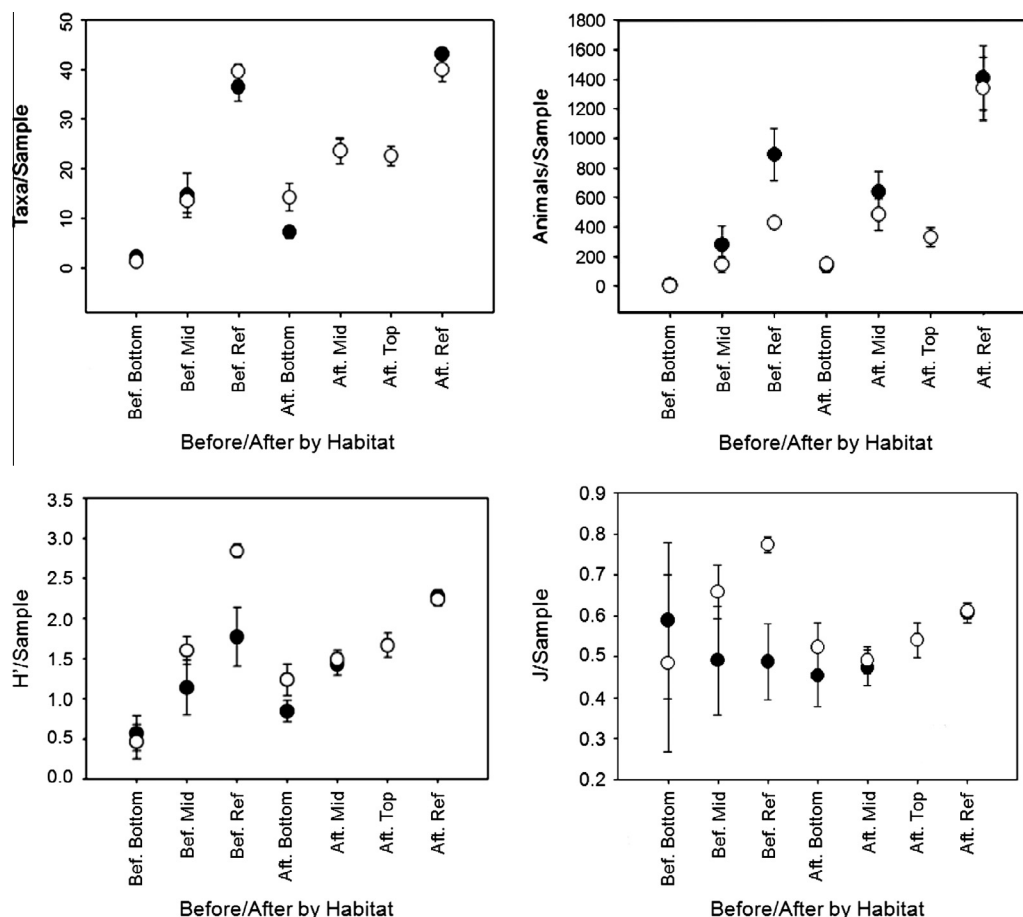 Taxa/Sample
50
40
30
20
10
0
Bef. Bottom
Bef. Mid
Bef. Ref
Aft. Bottom
Aft. Mid
Aft. Top
Aft. Ref
Before/After by Habitat
Animals/Sample
1800
1600
1400
1200
1000
800
600
400
200
0
Bef. Bottom
Bef. Mid
Bef. Ref
Aft. Bottom
Aft. Mid
Aft. Top
Aft. Ref
Before/After by Habitat
H'/Sample
3.5
3.0
2.5
2.0
1.5
1.0
0.5
0.0
Bef. Bottom
Bef. Mid
Bef. Ref
Aft. Bottom
Aft. Mid
Aft. Top
Aft. Ref
Before/After by Habitat
J/Sample
0.9
0.8
0.7
0.6
0.5
0.4
0.3
0.2
Bef. Bottom
Bef. Mid
Bef. Ref
Aft. Bottom
Aft. Mid
Aft. Top
Aft. Ref
Before/After by Habitat